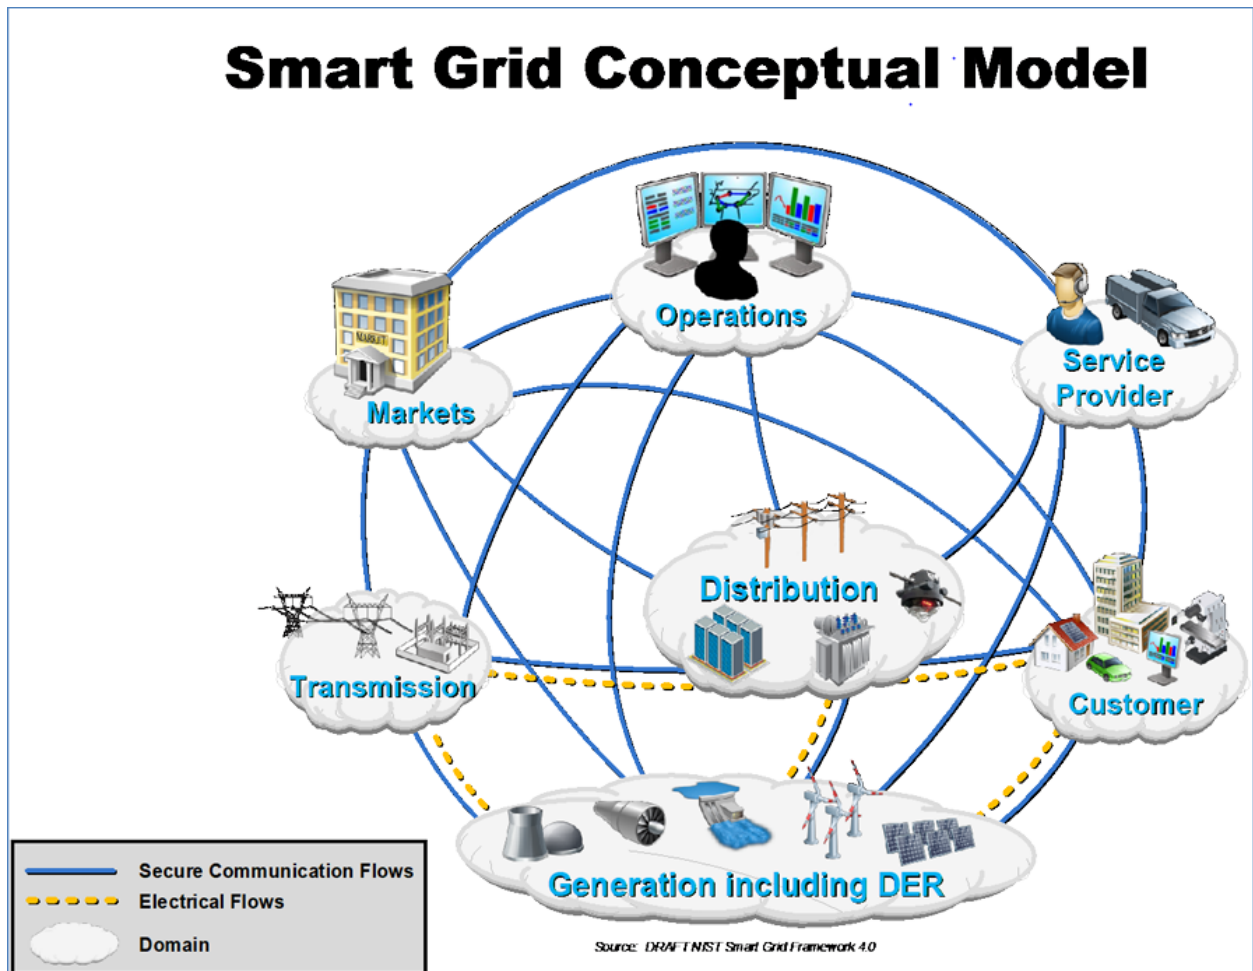 Smart Grid Conceptual Model
Operations
MARKET
Markets
Service
Provider
Distribution
Transmission
Customer
Generation including DER
Secure Communication Flows
Electrical Flows
Domain
Source: DRAFT NIST Smart Grid Framework 4.0